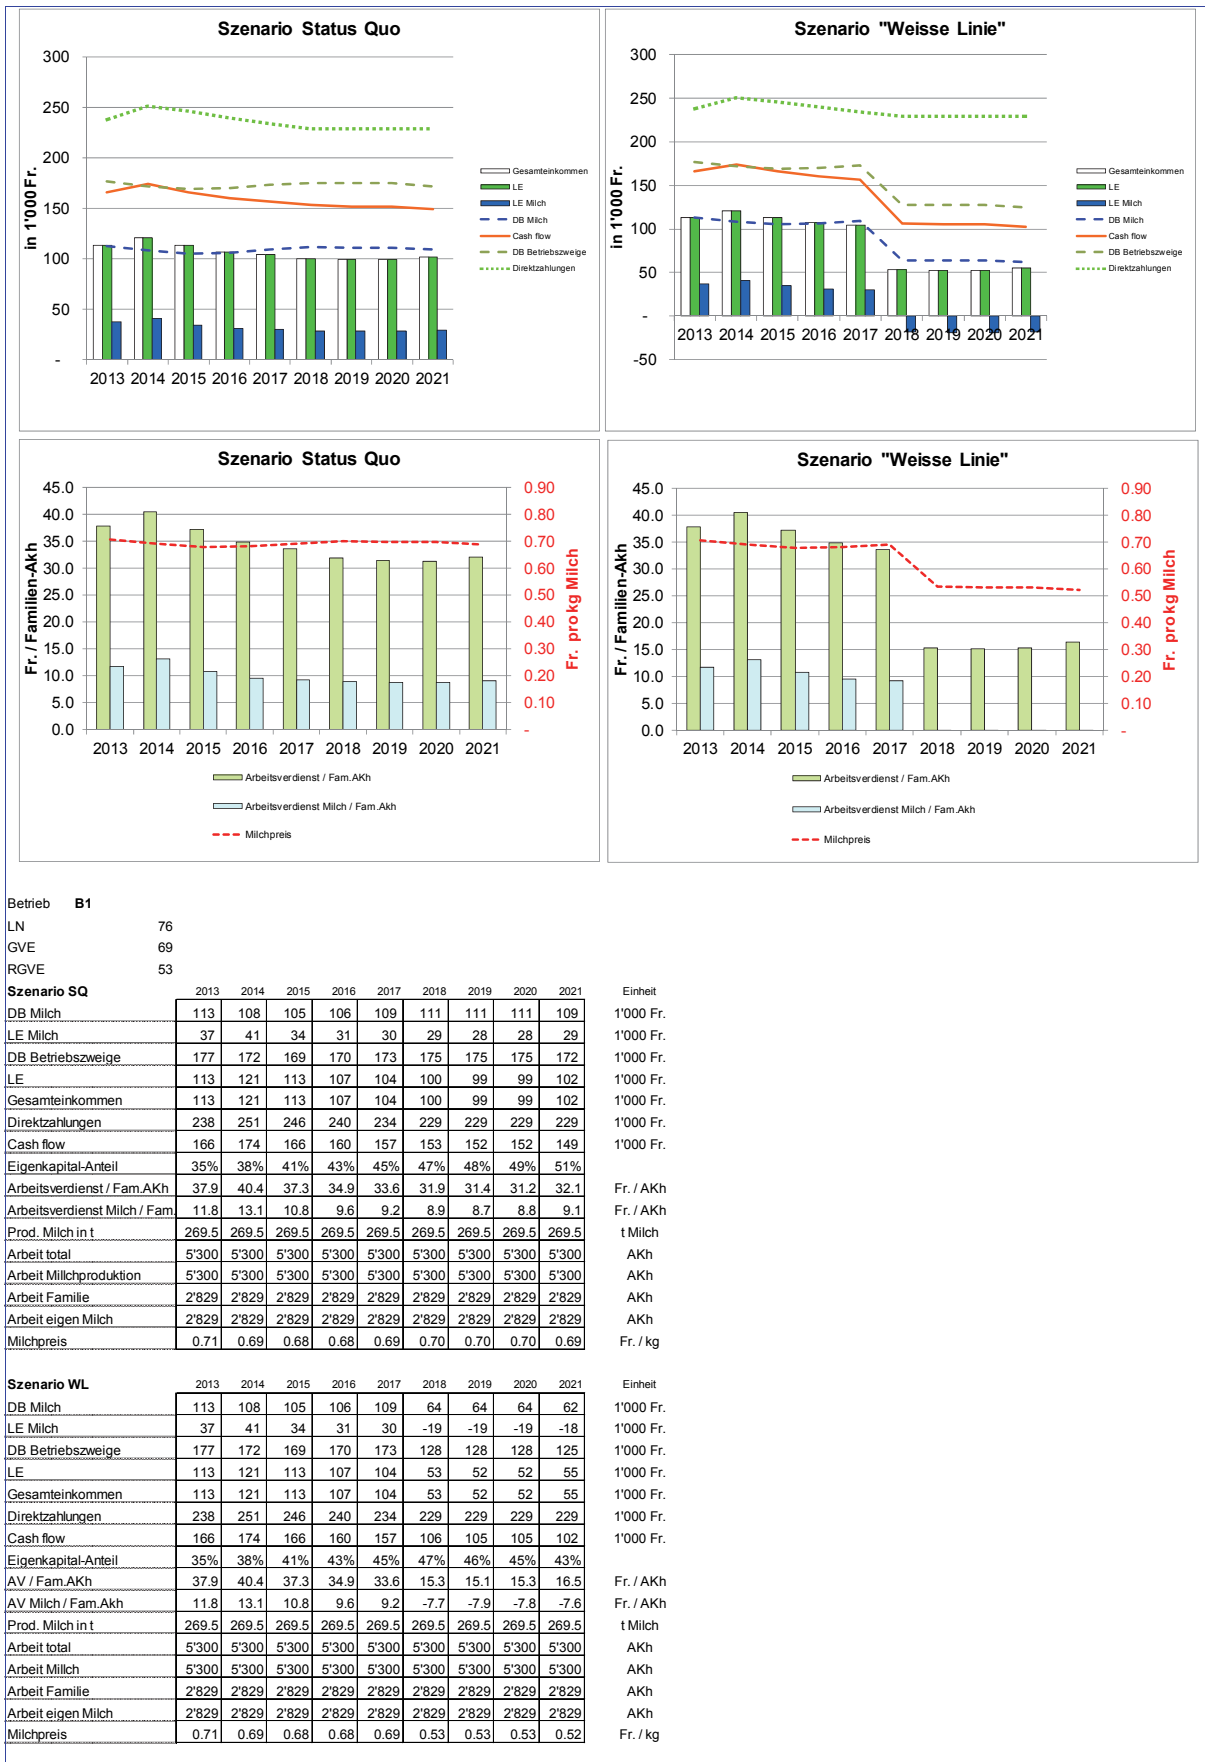 Szenario Status Quo
in 1'000 Fr.
300
250
200
150
100
50
-
2013 2014 2015 2016 2017 2018 2019 2020 2021
Gesamteinkommen
LE
LE Milch
DB Milch
Cash flow
DB Betriebszweige
Direktzahlungen
Szenario "Weisse Linie"
in 1'000 Fr.
300
250
200
150
100
50
-
-50
2013 2014 2015 2016 2017 2018 2019 2020 2021
Gesamteinkommen
LE
LE Milch
DB Milch
Cash flow
DB Betriebszweige
Direktzahlungen
Szenario Status Quo
Fr. / Familien-Akh
45.0
40.0
35.0
30.0
25.0
20.0
15.0
10.0
5.0
0.0
0.90
0.80
0.70
0.60
0.50
0.40
0.30
0.20
0.10
-
Fr. pro kg Milch
2013 2014 2015 2016 2017 2018 2019 2020 2021
Arbeitsverdienst / Fam.AKh
Arbeitsverdienst Milch / Fam.Akh
Milchpreis
Szenario "Weisse Linie"
Fr. / Familien-Akh
45.0
40.0
35.0
30.0
25.0
20.0
15.0
10.0
5.0
0.0
0.90
0.80
0.70
0.60
0.50
0.40
0.30
0.20
0.10
-
Fr. pro kg Milch
2013 2014 2015 2016 2017 2018 2019 2020 2021
Arbeitsverdienst / Fam.AKh
Arbeitsverdienst Milch / Fam.Akh
Milchpreis
Betrieb B1
LN 76
GVE 69
RGVE 53
Szenario SQ 2013 2014 2015 2016 2017 2018 2019 2020 2021 Einheit
DB Milch 113 108 105 106 109 111 111 111 109 1'000 Fr.
LE Milch 37 41 34 31 30 29 28 28 29 1'000 Fr.
DB Betriebszweige 177 172 169 170 173 175 175 175 172 1'000 Fr.
LE 113 121 113 107 104 100 99 99 102 1'000 Fr.
Gesamteinkommen 113 121 113 107 104 100 99 99 102 1'000 Fr.
Direktzahlungen 238 251 246 240 234 229 229 229 229 1'000 Fr.
Cash flow 166 174 166 160 157 153 152 152 149 1'000 Fr.
Eigenkapital-Anteil 35% 38% 41% 43% 45% 47% 48% 49% 51%
Arbeitsverdienst / Fam.AKh 37.9 40.4 37.3 34.9 33.6 31.9 31.4 31.2 32.1 Fr. / AKh
Arbeitsverdienst Milch / Fam. 11.8 13.1 10.8 9.6 9.2 8.9 8.7 8.8 9.1 Fr. / AKh
Prod. Milch in t 269.5 269.5 269.5 269.5 269.5 269.5 269.5 269.5 269.5 t Milch
Arbeit total 5'300 5'300 5'300 5'300 5'300 5'300 5'300 5'300 5'300 AKh
Arbeit Millchproduktion 5'300 5'300 5'300 5'300 5'300 5'300 5'300 5'300 5'300 AKh
Arbeit Familie 2'829 2'829 2'829 2'829 2'829 2'829 2'829 2'829 2'829 AKh
Arbeit eigen Milch 2'829 2'829 2'829 2'829 2'829 2'829 2'829 2'829 2'829 AKh
Milchpreis 0.71 0.69 0.68 0.68 0.69 0.70 0.70 0.70 0.69 Fr. / kg
Szenario WL 2013 2014 2015 2016 2017 2018 2019 2020 2021 Einheit
DB Milch 113 108 105 106 109 64 64 64 62 1'000 Fr.
LE Milch 37 41 34 31 30 -19 -19 -19 -18 1'000 Fr.
DB Betriebszweige 177 172 169 170 173 128 128 128 125 1'000 Fr.
LE 113 121 113 107 104 53 52 52 55 1'000 Fr.
Gesamteinkommen 113 121 113 107 104 53 52 52 55 1'000 Fr.
Direktzahlungen 238 251 246 240 234 229 229 229 229 1'000 Fr.
Cash flow 166 174 166 160 157 106 105 105 102 1'000 Fr.
Eigenkapital-Anteil 35% 38% 41% 43% 45% 47% 46% 45% 43%
AV / Fam.AKh 37.9 40.4 37.3 34.9 33.6 15.3 15.1 15.3 16.5 Fr. / AKh
AV Milch / Fam.Akh 11.8 13.1 10.8 9.6 9.2 -7.7 -7.9 -7.8 -7.6 Fr. / AKh
Prod. Milch in t 269.5 269.5 269.5 269.5 269.5 269.5 269.5 269.5 269.5 t Milch
Arbeit total 5'300 5'300 5'300 5'300 5'300 5'300 5'300 5'300 5'300 AKh
Arbeit Millch 5'300 5'300 5'300 5'300 5'300 5'300 5'300 5'300 5'300 AKh
Arbeit Familie 2'829 2'829 2'829 2'829 2'829 2'829 2'829 2'829 2'829 AKh
Arbeit eigen Milch 2'829 2'829 2'829 2'829 2'829 2'829 2'829 2'829 2'829 AKh
Milchpreis 0.71 0.69 0.68 0.68 0.69 0.53 0.53 0.53 0.52 Fr. / kg